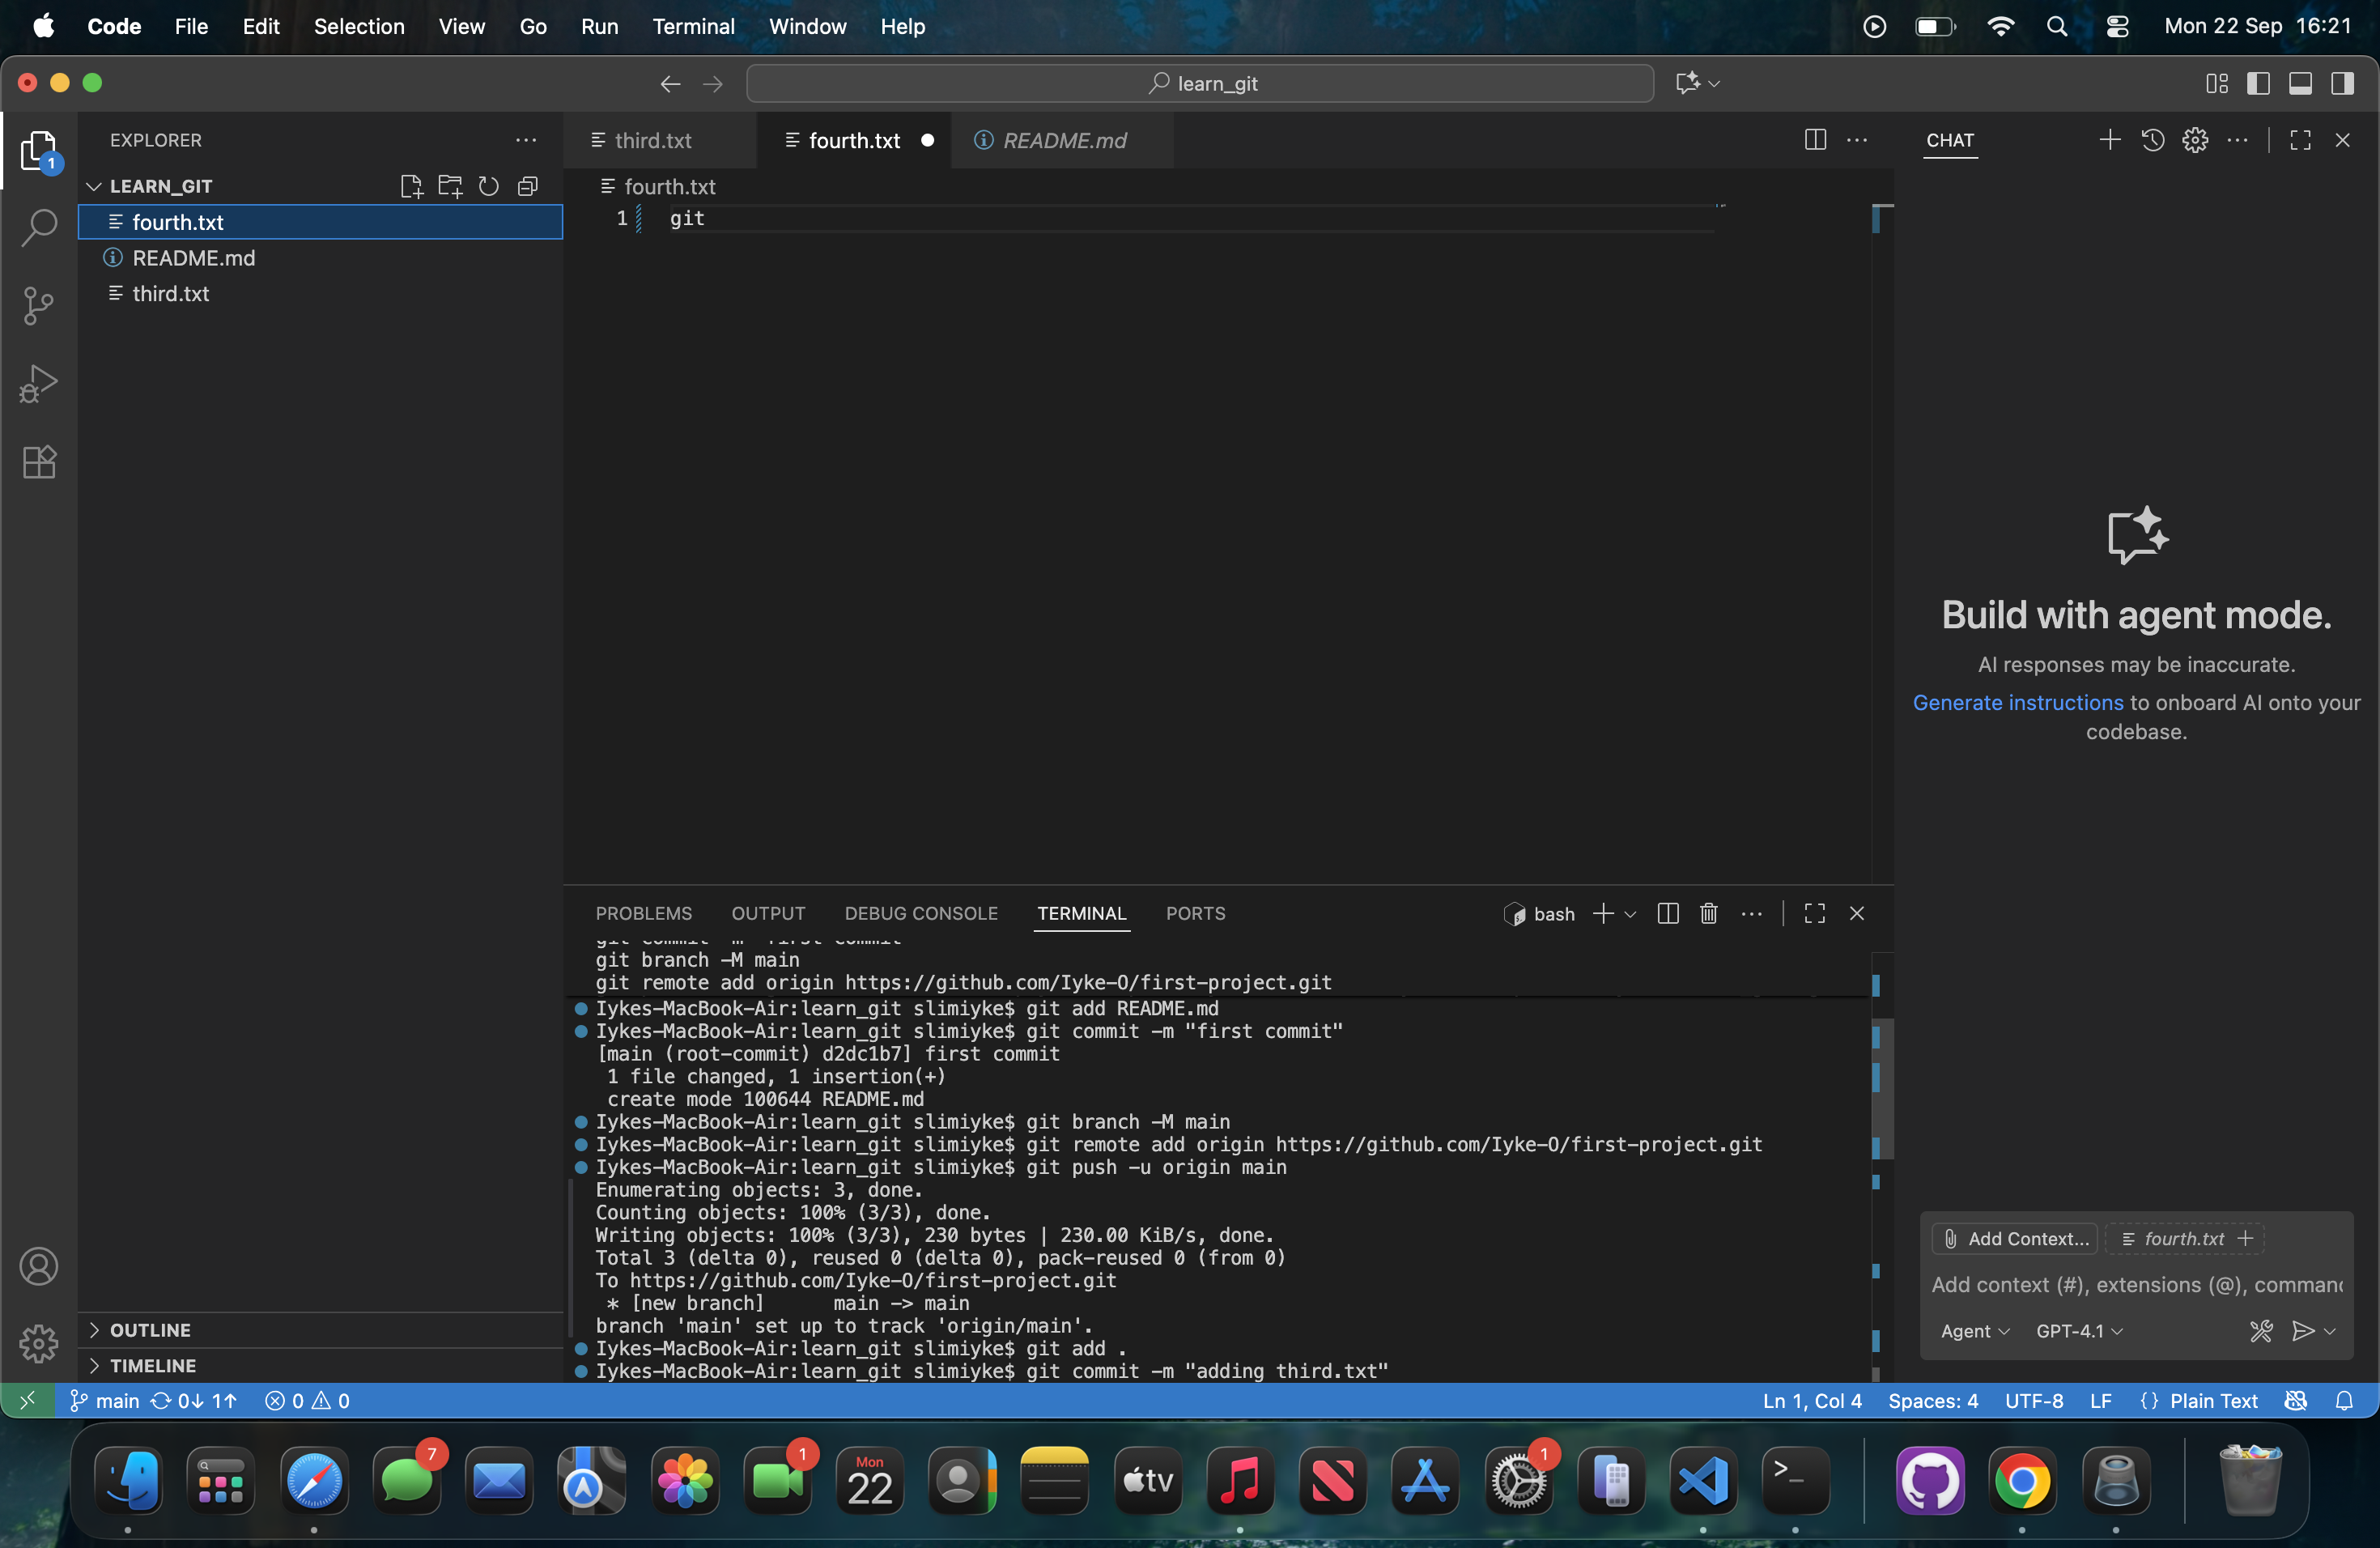 Code File Edit Selection View Go Run Terminal Window Help Mon 22 Sep 16:21
learn_git
EXPLORER
1
LEARN_GIT
fourth.txt
README.md
third.txt
OUTLINE
TIMELINE
third.txt fourth.txt README.md
fourth.txt
1 git
PROBLEMS OUTPUT DEBUG CONSOLE TERMINAL PORTS bash
git commit -m "first commit"
git branch -M main
git remote add origin https://github.com/Iyke-O/first-project.git
Iykes-MacBook-Air:learn_git slimiyke$ git add README.md
Iykes-MacBook-Air:learn_git slimiyke$ git commit -m "first commit"
[main (root-commit) d2dc1b7] first commit
1 file changed, 1 insertion(+)
create mode 100644 README.md
Iykes-MacBook-Air:learn_git slimiyke$ git branch -M main
Iykes-MacBook-Air:learn_git slimiyke$ git remote add origin https://github.com/Iyke-O/first-project.git
Iykes-MacBook-Air:learn_git slimiyke$ git push -u origin main
Enumerating objects: 3, done.
Counting objects: 100% (3/3), done.
Writing objects: 100% (3/3), 230 bytes | 230.00 KiB/s, done.
Total 3 (delta 0), reused 0 (delta 0), pack-reused 0 (from 0)
To https://github.com/Iyke-O/first-project.git
* [new branch] main -> main
branch 'main' set up to track 'origin/main'.
Iykes-MacBook-Air:learn_git slimiyke$ git add .
Iykes-MacBook-Air:learn_git slimiyke$ git commit -m "adding third.txt"
CHAT
Build with agent mode.
AI responses may be inaccurate.
Generate instructions to onboard AI onto your
codebase.
Add Context... fourth.txt
Add context (#), extensions (@), comman
Agent GPT-4.1
main 0↓ 1↑ 0 0 Ln 1, Col 4 Spaces: 4 UTF-8 LF {} Plain Text
7 1 Mon 22 tv 1